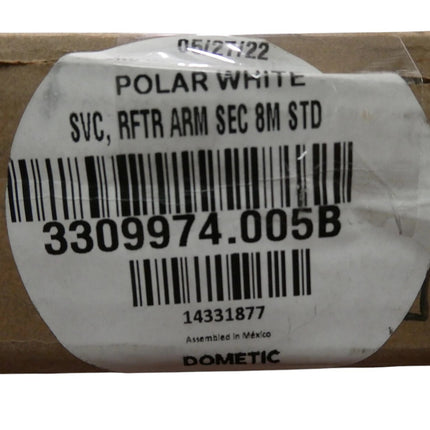 05/27/22
POLAR WHITE
SVC, RFTR ARM SEC 8M STD
3309974.005B
14331877
Assembled in México
DOMETIC